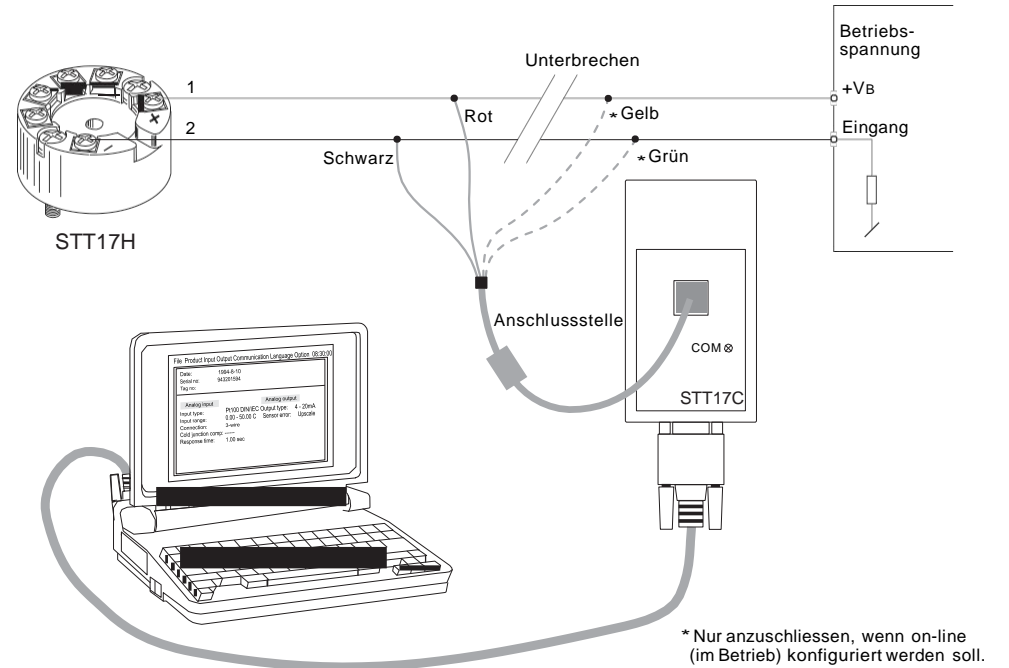 Betriebs-
spannung
Unterbrechen
1
+VB
Rot
* Gelb
2
Eingang
Schwarz
* Grün
STT17H
Anschlussstelle
COM ⊗
STT17C
File Product Input Output Communication Language Option 08:30:00
Date: 1994-8-10
Serial no: 943201594
Tag no:
Analog input Analog output
Input type: Pt100 DIN/IEC Output type: 4 - 20mA
Input range: 0.00 - 50.00 C Sensor error: Upscale
Connection: 3-wire
Cold junction comp: ------
Response time: 1.00 sec
* Nur anzuschliessen, wenn on-line
(im Betrieb) konfiguriert werden soll.